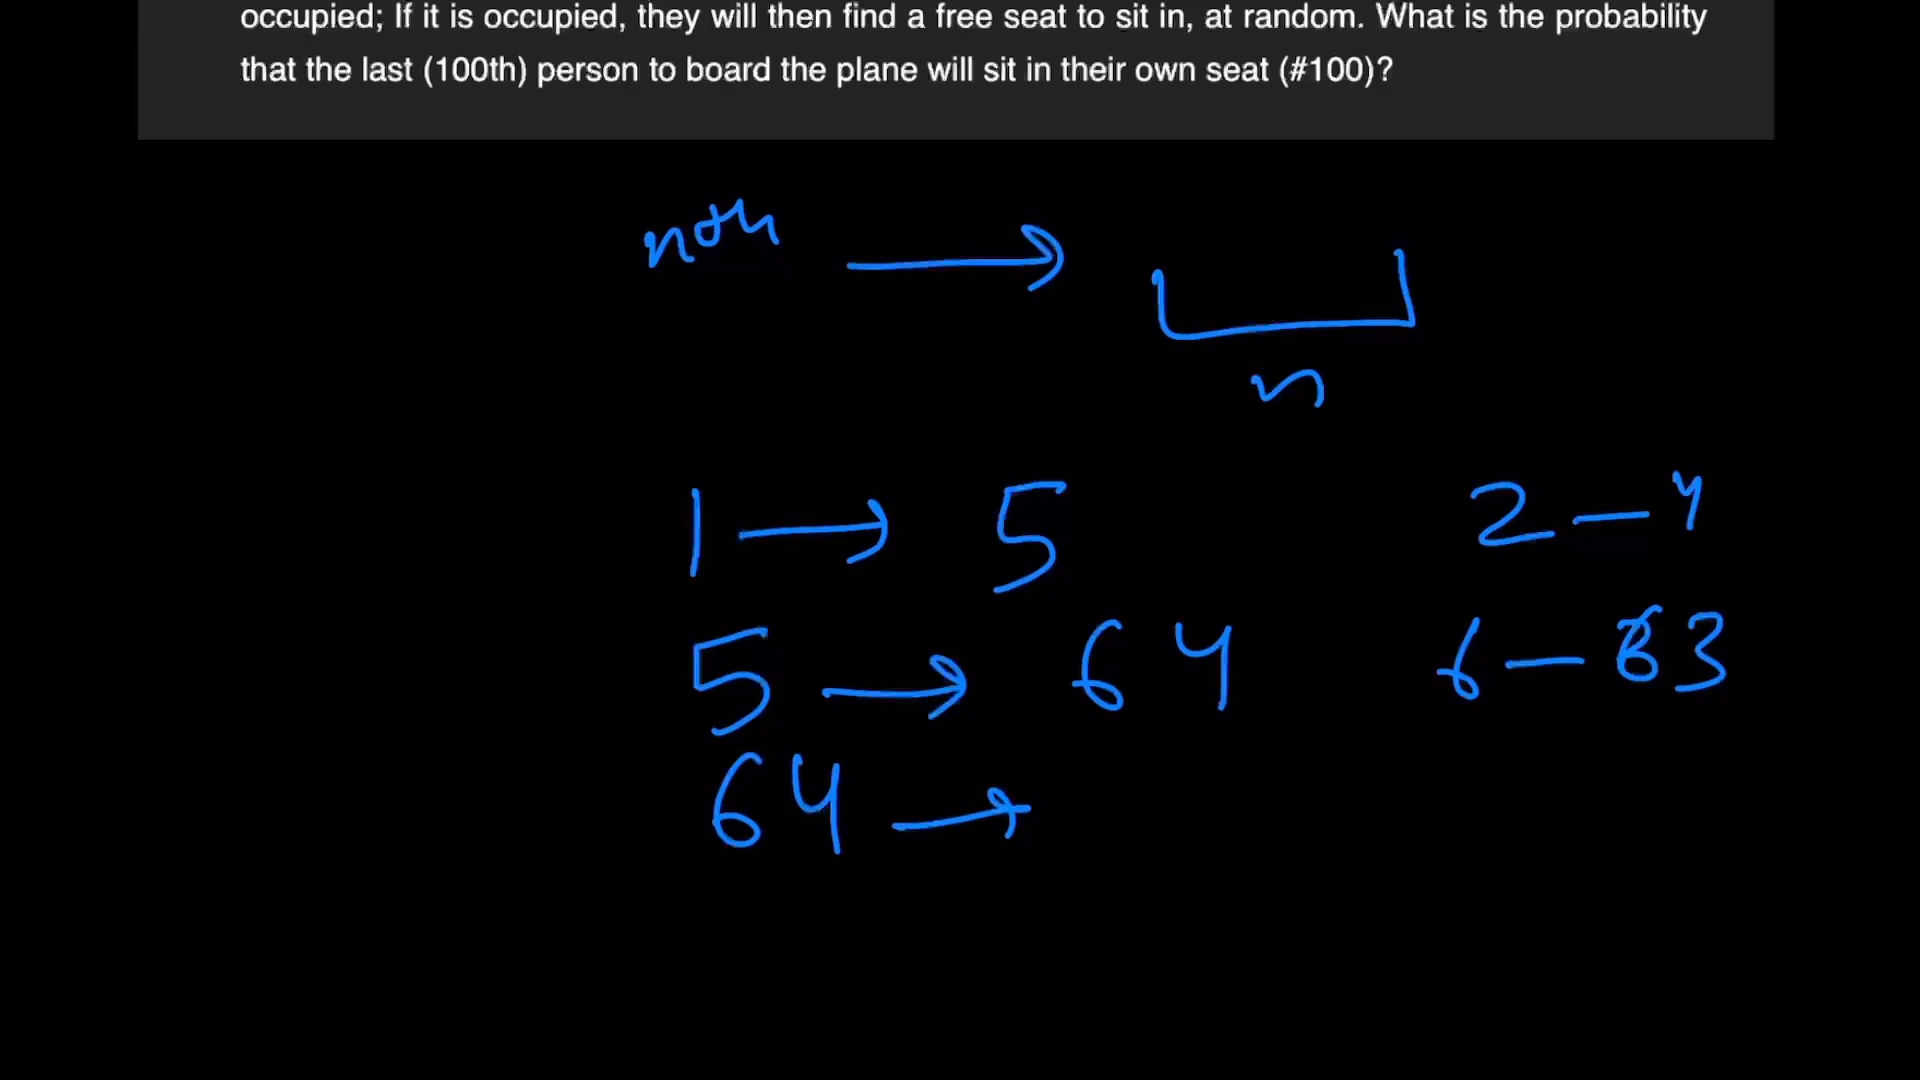 occupied; If it is occupied, they will then find a free seat to sit in, at random. What is the probability
that the last (100th) person to board the plane will sit in their own seat (#100)?
nth →
n
1 → 5 2 – 4
5 → 64 6 – 63
64 →